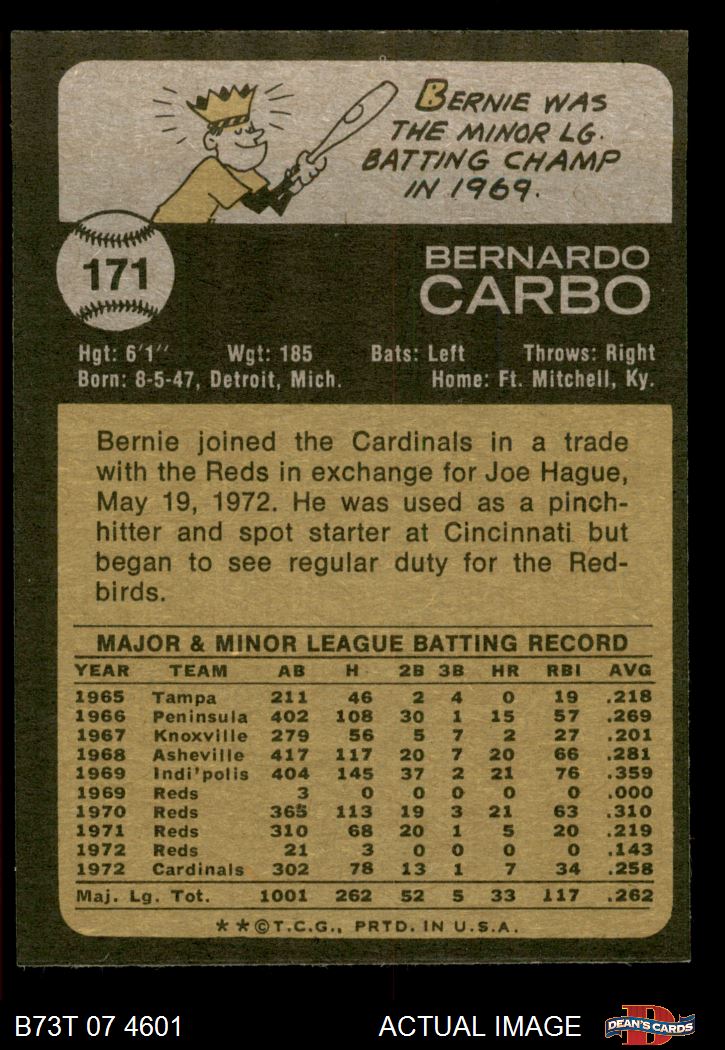 BERNIE WAS
THE MINOR LG.
BATTING CHAMP
IN 1969.
171
BERNARDO
CARBO
Hgt: 6'1" Wgt: 185 Bats: Left Throws: Right
Born: 8-5-47, Detroit, Mich. Home: Ft. Mitchell, Ky.
Bernie joined the Cardinals in a trade
with the Reds in exchange for Joe Hague,
May 19, 1972. He was used as a pinch-
hitter and spot starter at Cincinnati but
began to see regular duty for the Red-
birds.
MAJOR & MINOR LEAGUE BATTING RECORD
YEAR TEAM AB H 2B 3B HR RBI AVG
1965 Tampa 211 46 2 4 0 19 .218
1966 Peninsula 402 108 30 1 15 57 .269
1967 Knoxville 279 56 5 7 2 27 .201
1968 Asheville 417 117 20 7 20 66 .281
1969 Indi'polis 404 145 37 2 21 76 .359
1969 Reds 3 0 0 0 0 0 .000
1970 Reds 365 113 19 3 21 63 .310
1971 Reds 310 68 20 1 5 20 .219
1972 Reds 21 3 0 0 0 0 .143
1972 Cardinals 302 78 13 1 7 34 .258
Maj. Lg. Tot. 1001 262 52 5 33 117 .262
**©T.C.G., PRTD. IN U.S.A.
B73T 07 4601 ACTUAL IMAGE
D
DEAN'S CARDS